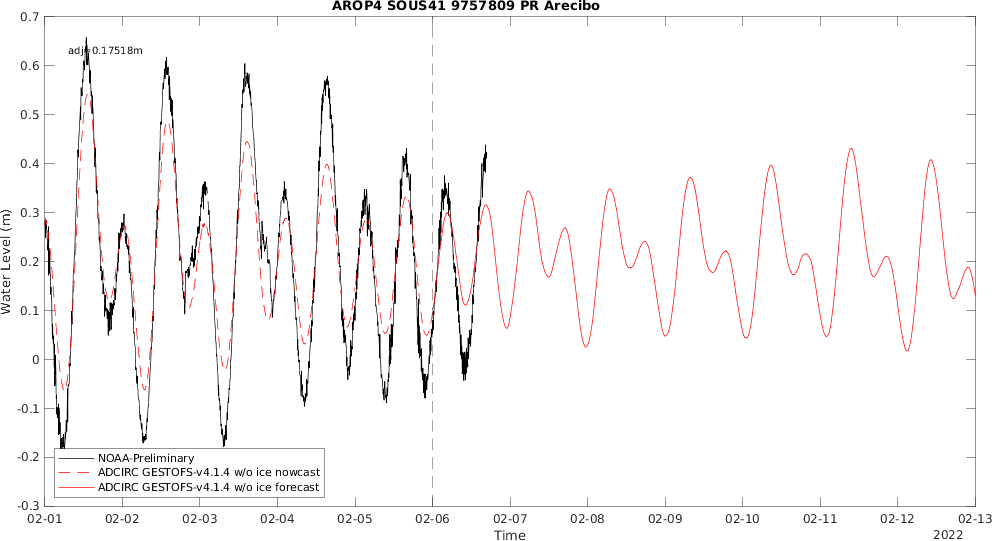 AROP4 SOUS41 9757809 PR Arecibo
0.7
0.6
0.5
0.4
0.3
0.2
0.1
0
-0.1
-0.2
-0.3
Water Level (m)
adj=0.17518m
NOAA-Preliminary
ADCIRC GESTOFS-v4.1.4 w/o ice nowcast
ADCIRC GESTOFS-v4.1.4 w/o ice forecast
02-01 02-02 02-03 02-04 02-05 02-06 02-07 02-08 02-09 02-10 02-11 02-12 02-13
Time
2022